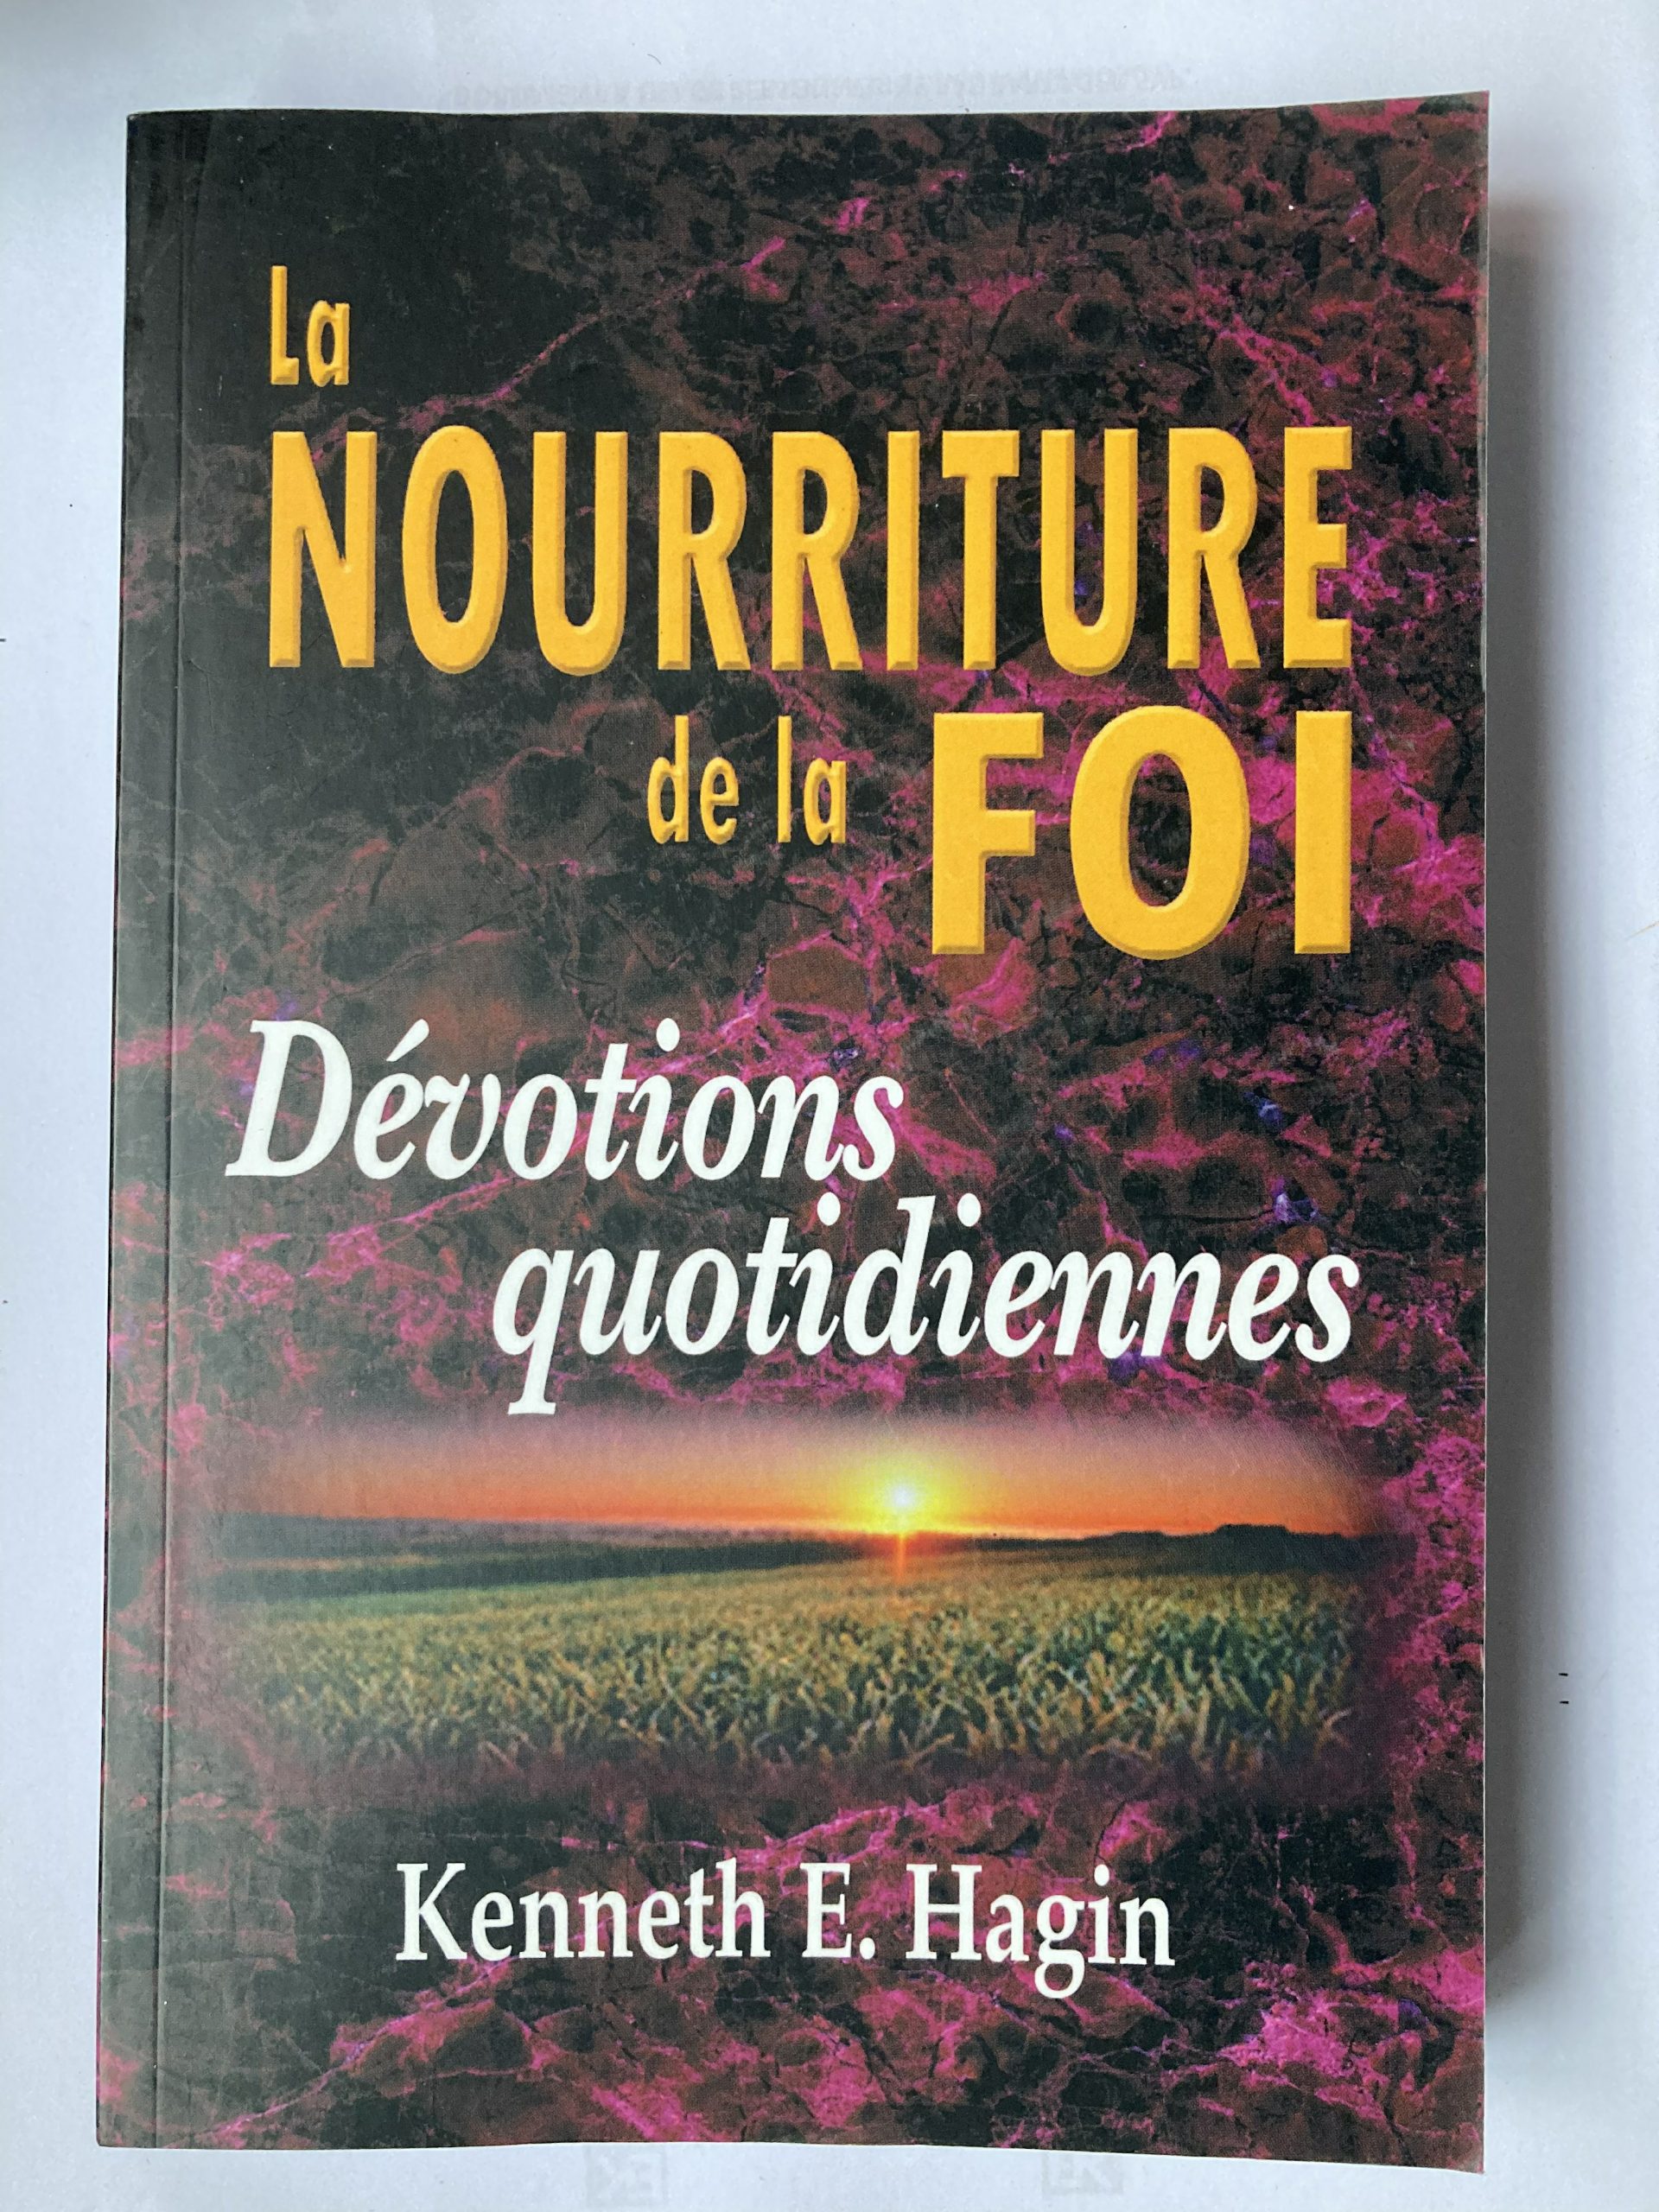 La
NOURRITURE
de la FOI
Dévotions
quotidiennes
Kenneth E. Hagin